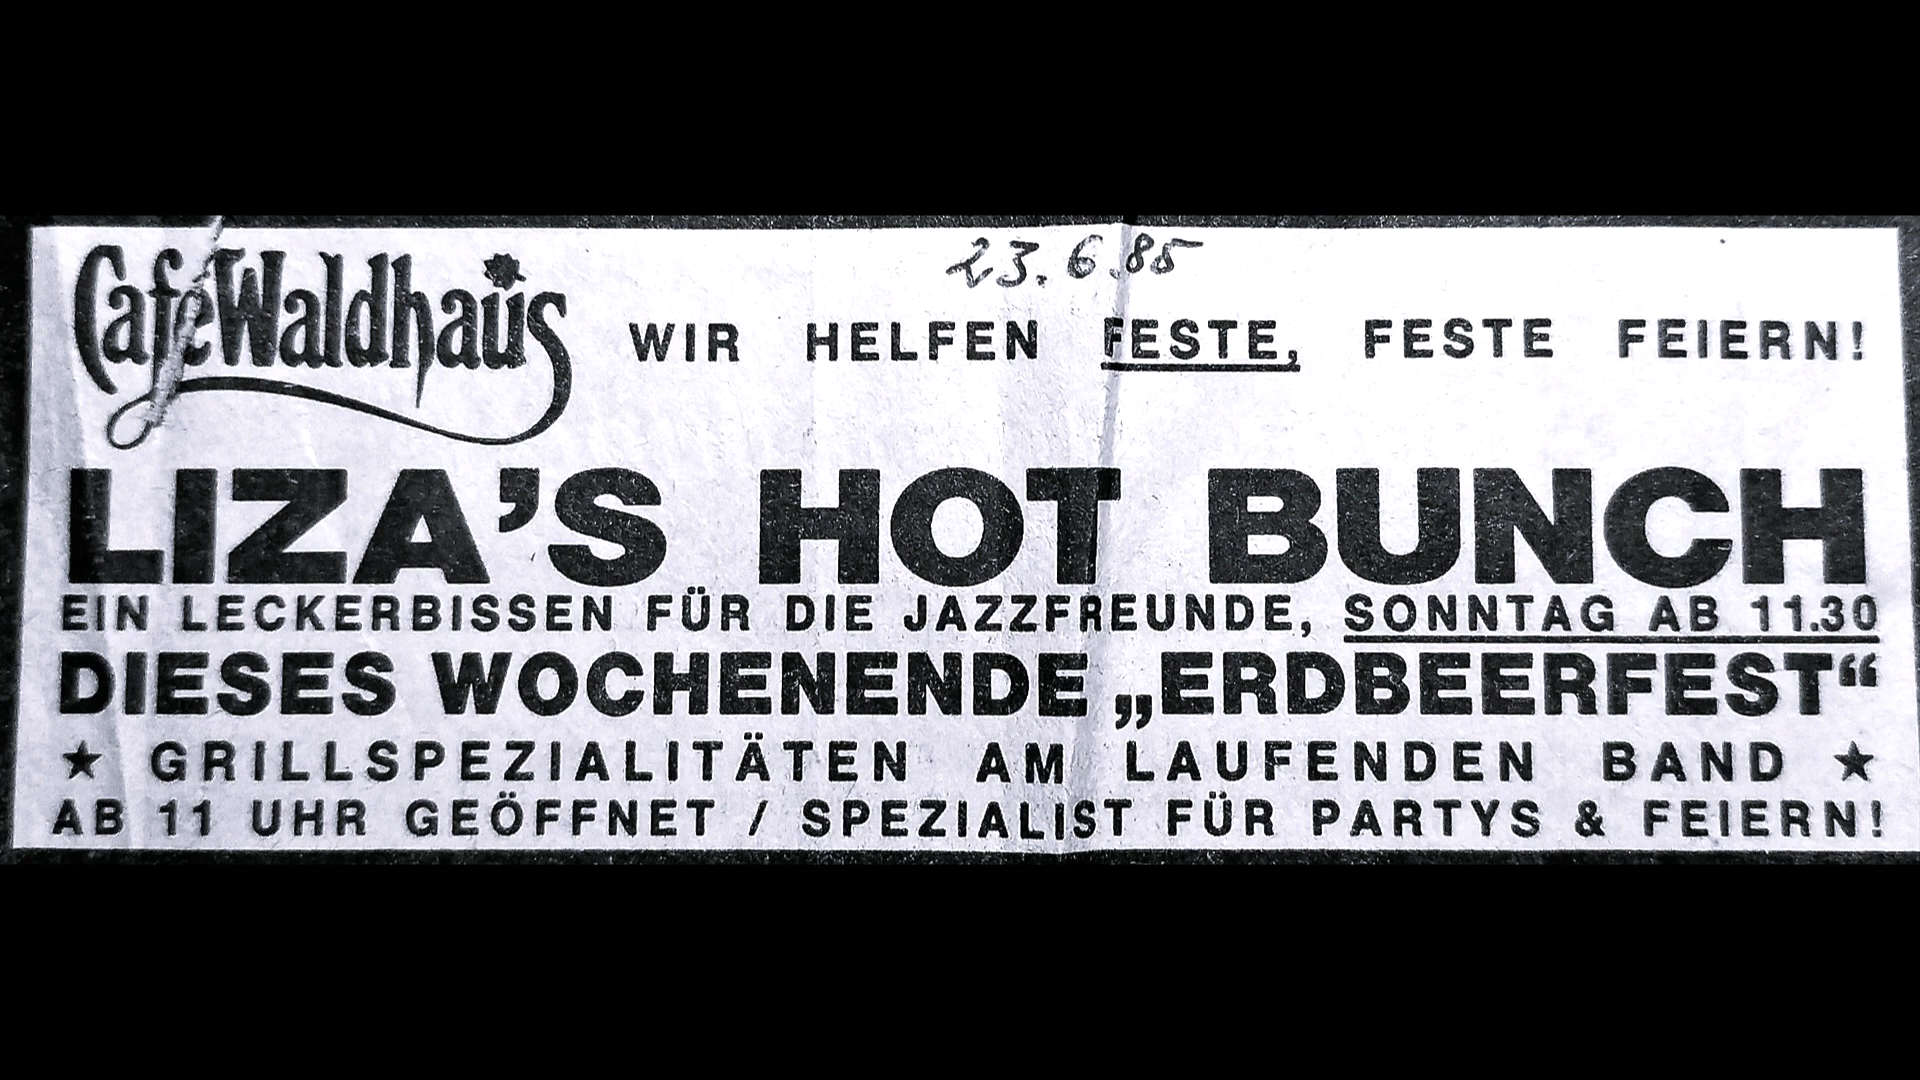 23.6.85
Café Waldhaus
WIR HELFEN FESTE, FESTE FEIERN!
LIZA'S HOT BUNCH
EIN LECKERBISSEN FÜR DIE JAZZFREUNDE, SONNTAG AB 11.30
DIESES WOCHENENDE „ERDBEERFEST“
★ GRILLSPEZIALITÄTEN AM LAUFENDEN BAND ★
AB 11 UHR GEÖFFNET / SPEZIALIST FÜR PARTYS & FEIERN!